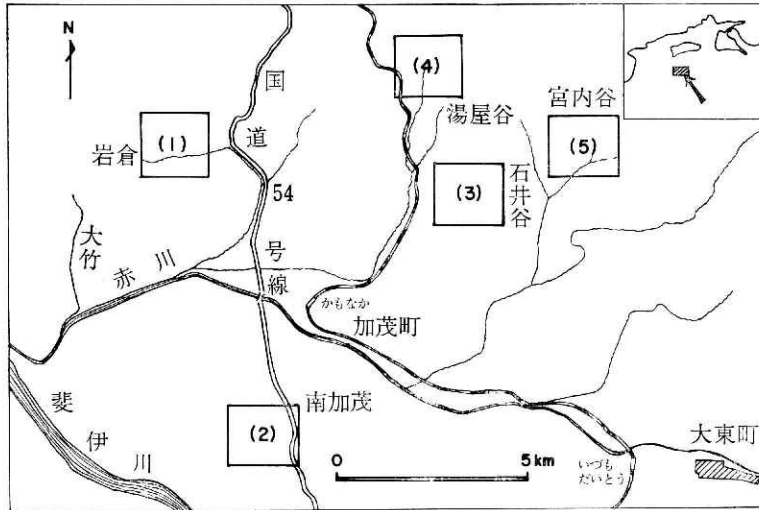 N
国道54号線
(1)
岩倉
(4)
湯屋谷
宮内谷
(5)
(3)
石井谷
大竹
赤川
かもなか
加茂町
斐伊川
南加茂
(2)
0 5km
大東町
いづも
だいとう